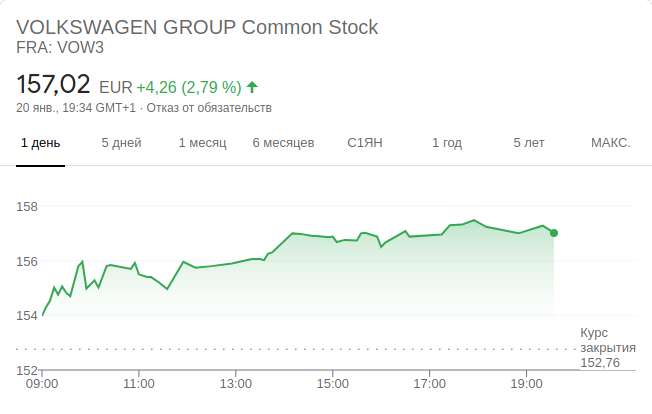 VOLKSWAGEN GROUP Common Stock
FRA: VOW3
157,02 EUR +4,26 (2,79 %)
20 янв., 19:34 GMT+1 · Отказ от обязательств
1 день 5 дней 1 месяц 6 месяцев С1ЯН 1 год 5 лет МАКС.
158
156
154
Курс
закрытия
152,76
152
09:00 11:00 13:00 15:00 17:00 19:00